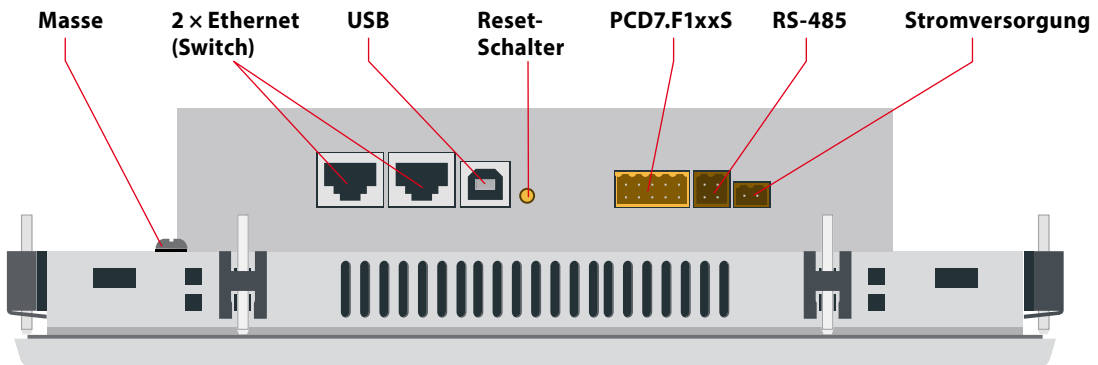 Masse
2 × Ethernet
(Switch)
USB
Reset-
Schalter
PCD7.F1xxS
RS-485
Stromversorgung